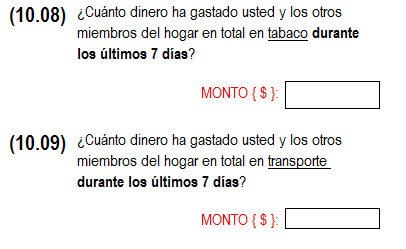 (10.08) ¿Cuánto dinero ha gastado usted y los otros
miembros del hogar en total en tabaco durante
los últimos 7 días?
MONTO { $ }:
(10.09) ¿Cuánto dinero ha gastado usted y los otros
miembros del hogar en total en transporte
durante los últimos 7 días?
MONTO { $ }: